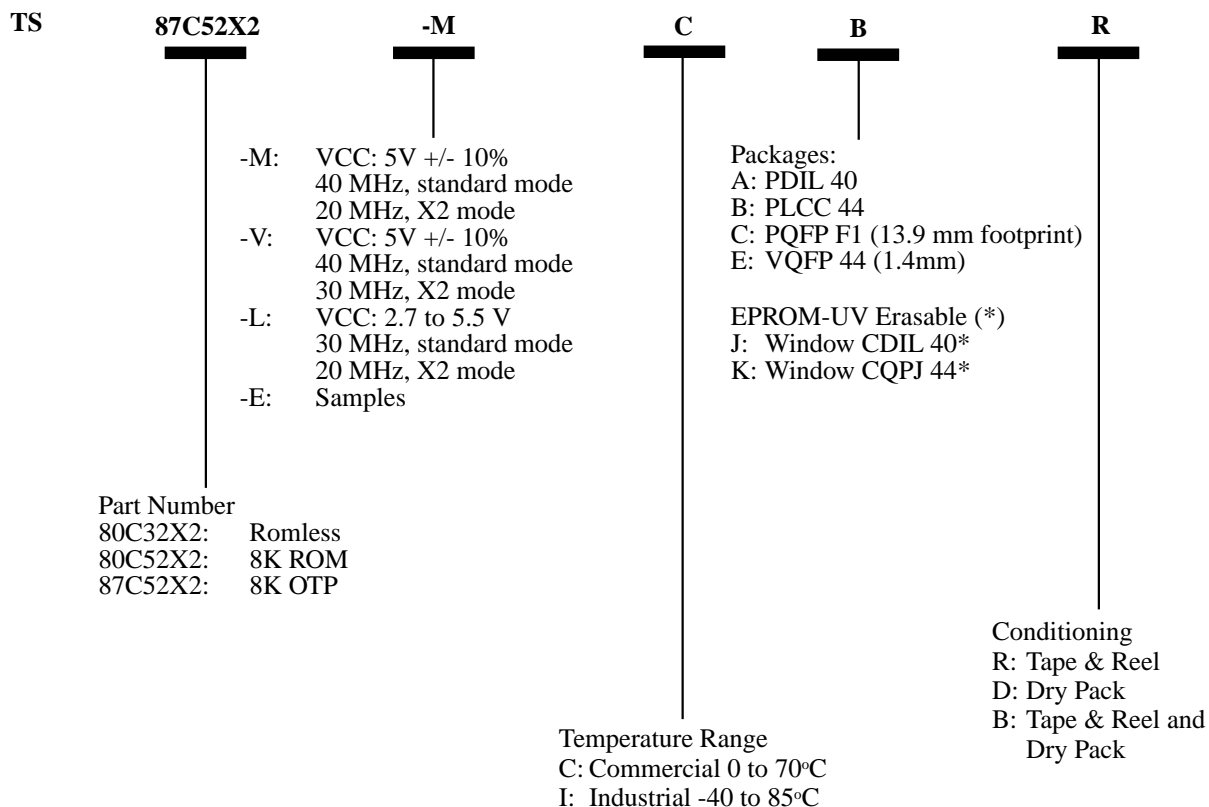 TS 87C52X2 -M C B R
-M: VCC: 5V +/- 10%
40 MHz, standard mode
20 MHz, X2 mode
-V: VCC: 5V +/- 10%
40 MHz, standard mode
30 MHz, X2 mode
-L: VCC: 2.7 to 5.5 V
30 MHz, standard mode
20 MHz, X2 mode
-E: Samples
Packages:
A: PDIL 40
B: PLCC 44
C: PQFP F1 (13.9 mm footprint)
E: VQFP 44 (1.4mm)
EPROM-UV Erasable (*)
J: Window CDIL 40*
K: Window CQPJ 44*
Part Number
80C32X2: Romless
80C52X2: 8K ROM
87C52X2: 8K OTP
Conditioning
R: Tape & Reel
D: Dry Pack
B: Tape & Reel and
Dry Pack
Temperature Range
C: Commercial 0 to 70°C
I: Industrial -40 to 85°C